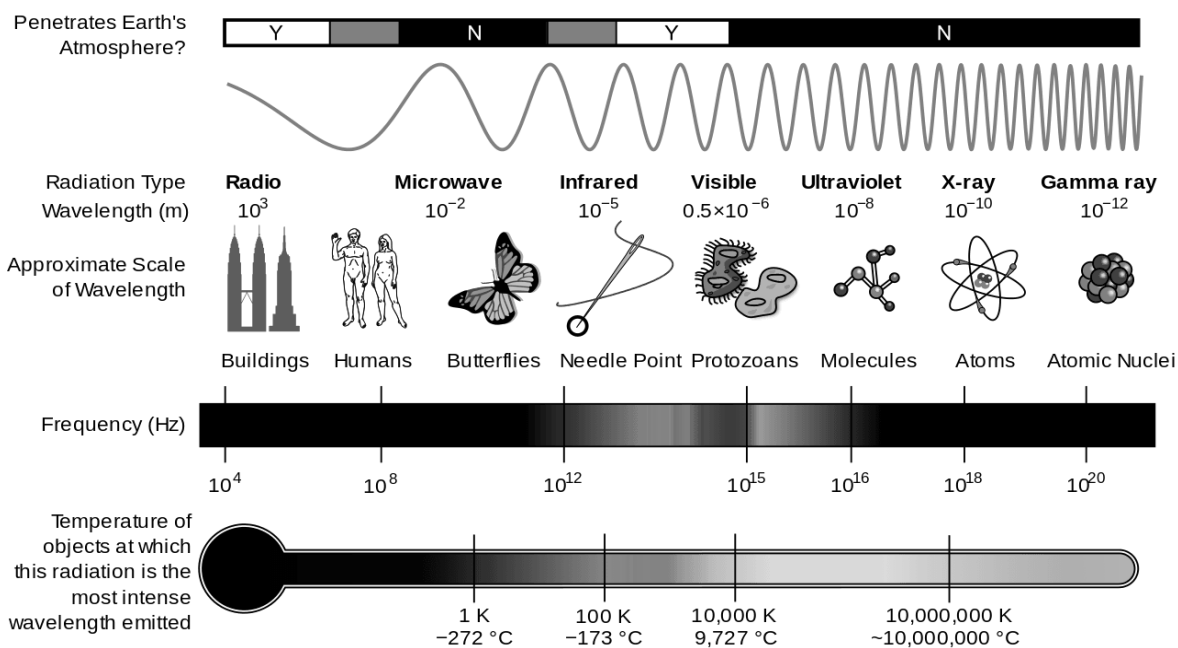 Penetrates Earth's
Atmosphere?
Y N Y N
Radiation Type
Radio Microwave Infrared Visible Ultraviolet X-ray Gamma ray
Wavelength (m)
10³ 10⁻² 10⁻⁵ 0.5×10⁻⁶ 10⁻⁸ 10⁻¹⁰ 10⁻¹²
Approximate Scale
of Wavelength
Buildings Humans Butterflies Needle Point Protozoans Molecules Atoms Atomic Nuclei
Frequency (Hz)
10⁴ 10⁸ 10¹² 10¹⁵ 10¹⁶ 10¹⁸ 10²⁰
Temperature of
objects at which
this radiation is the
most intense
wavelength emitted
1 K 100 K 10,000 K 10,000,000 K
−272 °C −173 °C 9,727 °C ~10,000,000 °C